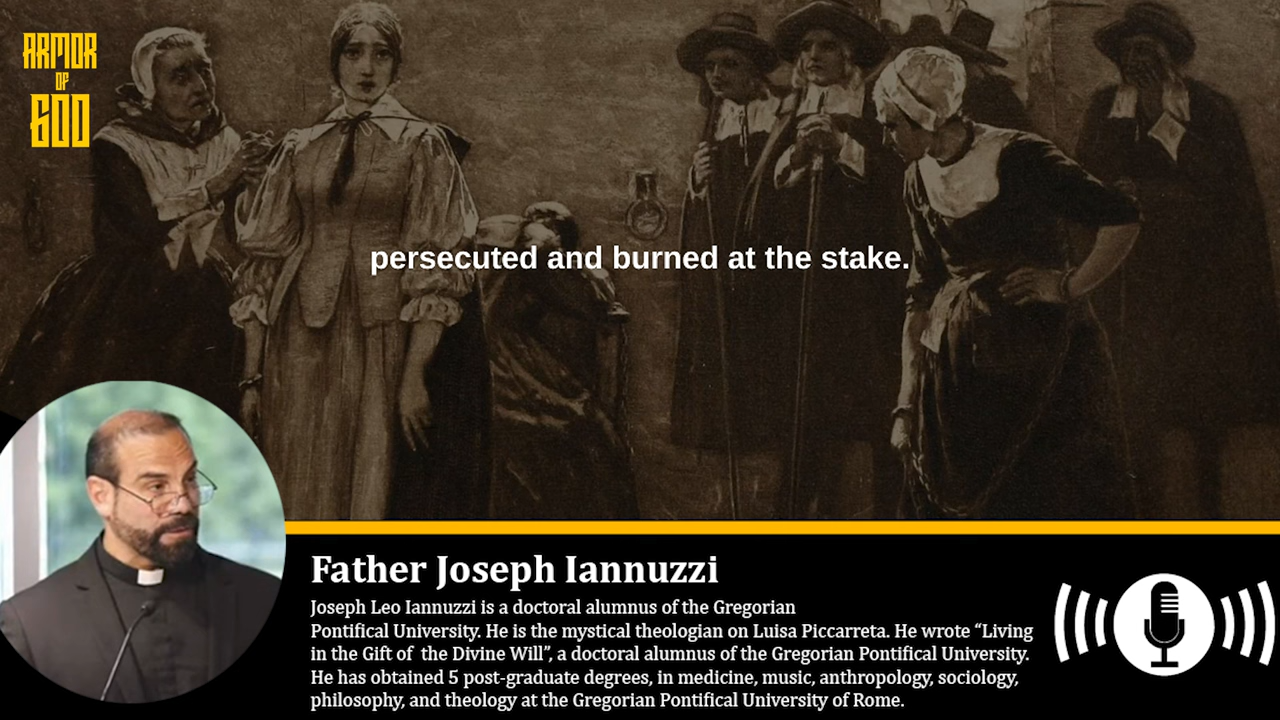 ARMOR
OF
GOD
persecuted and burned at the stake.
Father Joseph Iannuzzi
Joseph Leo Iannuzzi is a doctoral alumnus of the Gregorian
Pontifical University. He is the mystical theologian on Luisa Piccarreta. He wrote “Living
in the Gift of the Divine Will”, a doctoral alumnus of the Gregorian Pontifical University.
He has obtained 5 post-graduate degrees, in medicine, music, anthropology, sociology,
philosophy, and theology at the Gregorian Pontifical University of Rome.